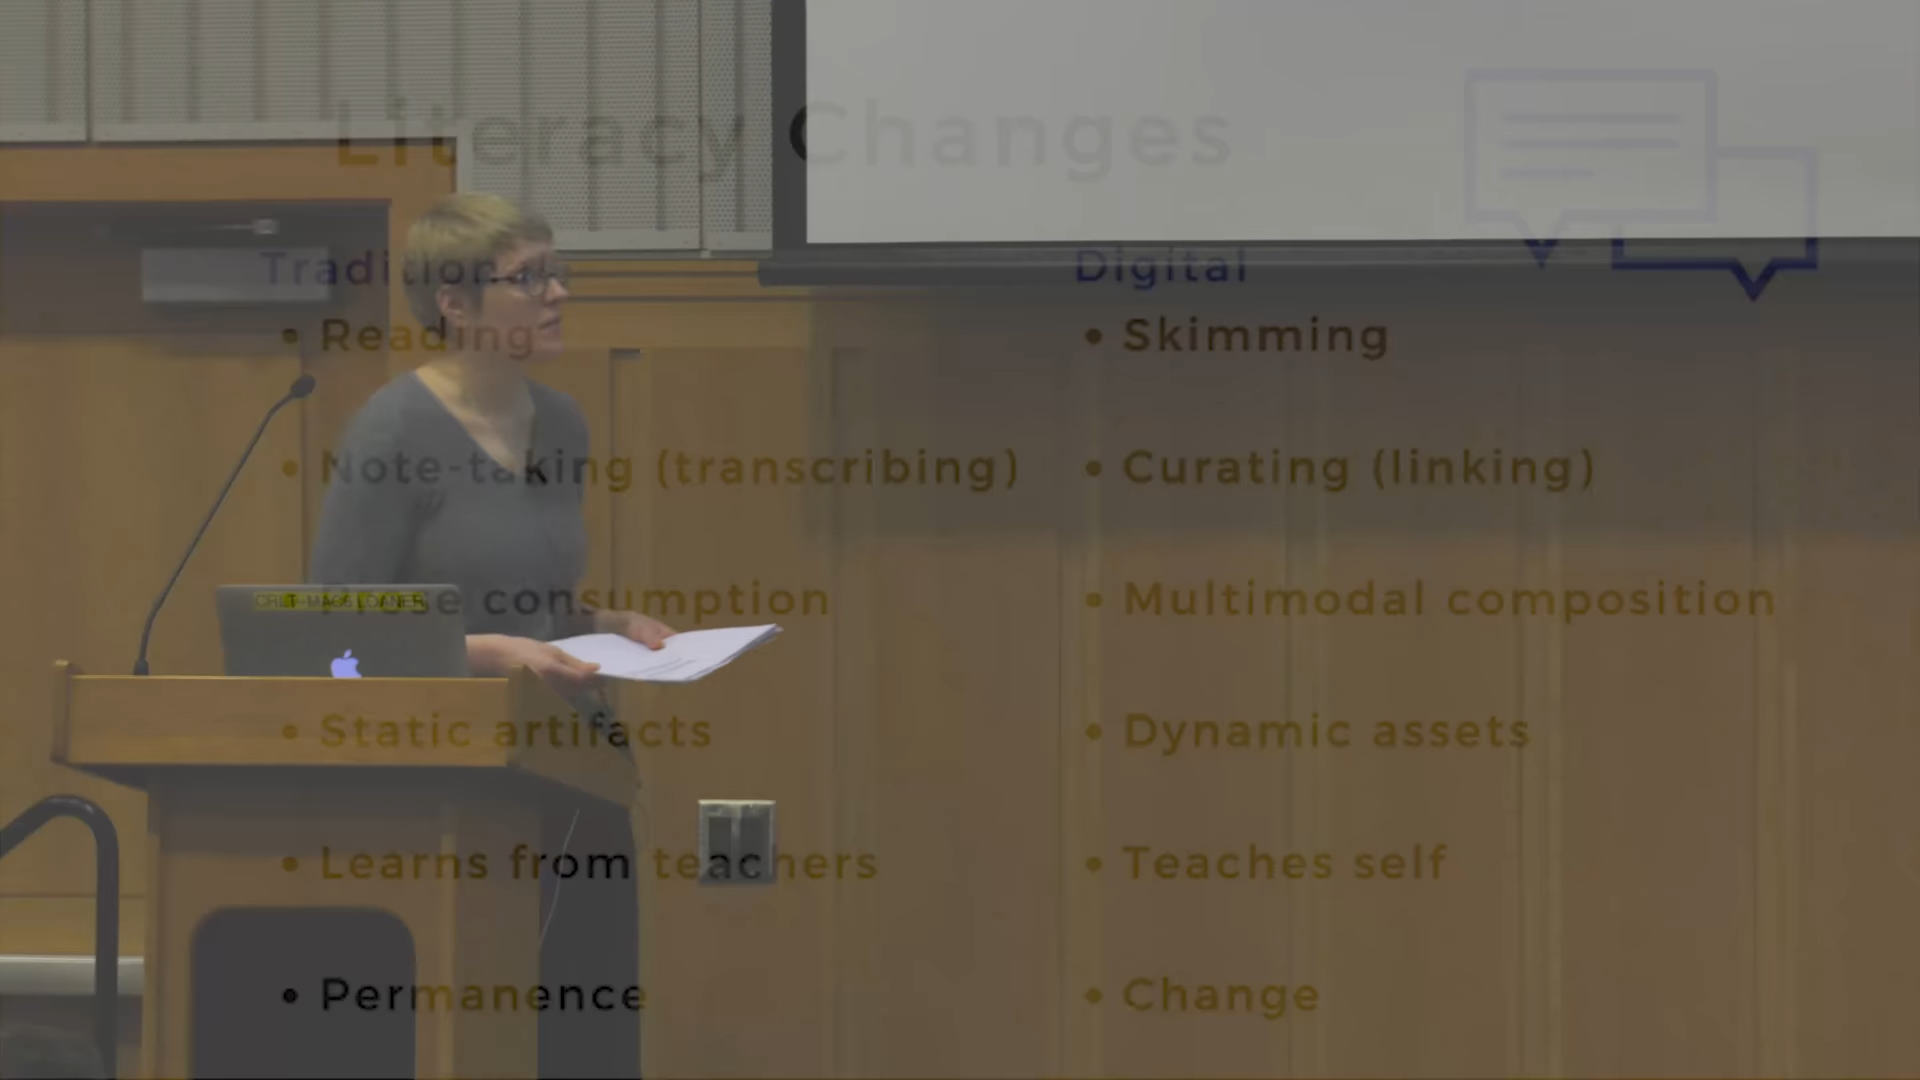 Literacy Changes
Traditional
• Reading
• Note-taking (transcribing)
• Prose consumption
• Static artifacts
• Learns from teachers
• Permanence
Digital
• Skimming
• Curating (linking)
• Multimodal composition
• Dynamic assets
• Teaches self
• Change
LOANER